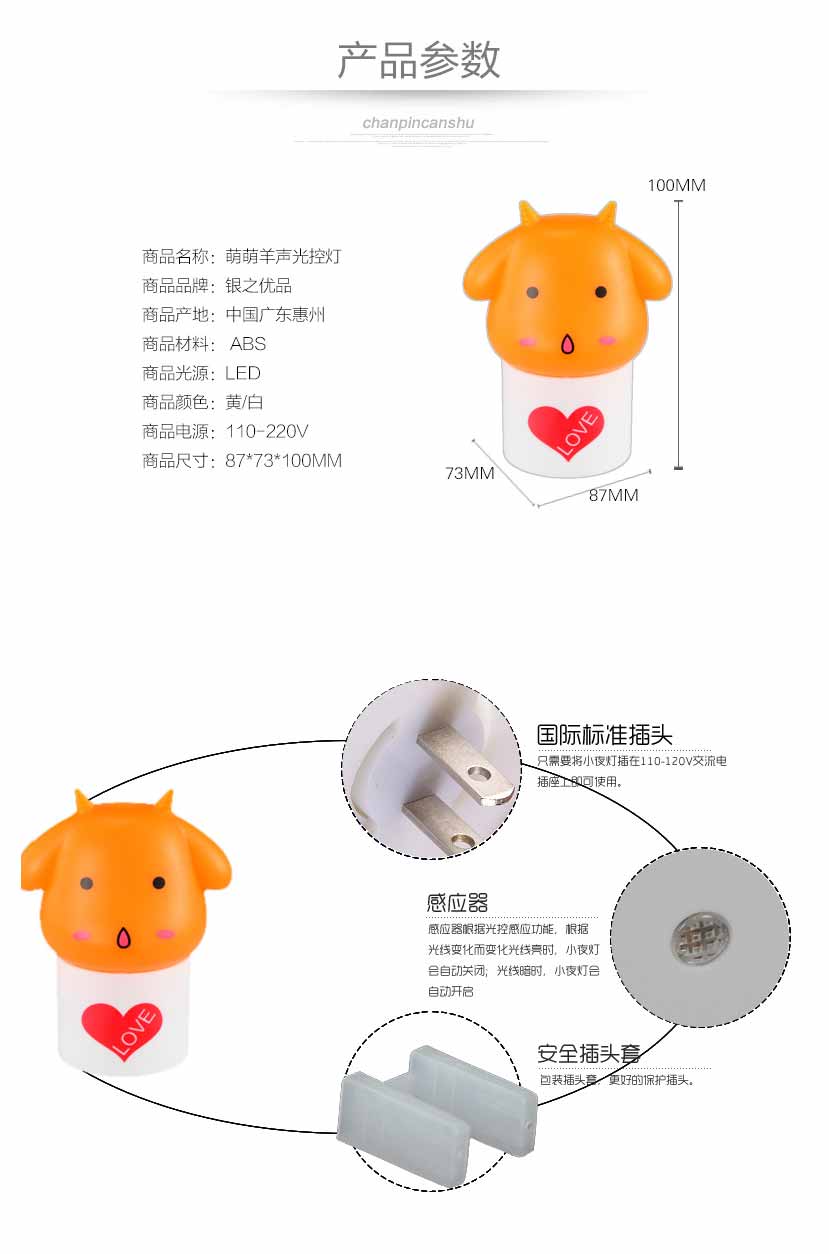 产品参数
chanpincanshu
100MM
商品名称：萌萌羊声光控灯
商品品牌：银之优品
商品产地：中国广东惠州
商品材料： ABS
商品光源：LED
商品颜色：黄/白
商品电源：110-220V
商品尺寸：87*73*100MM
LOVE
73MM
87MM
国际标准插头
只需要将小夜灯插在110-120V交流电
插座上即可使用。
感应器
感应器根据光控感应功能，根据
光线变化而变化光线亮时，小夜灯
会自动关闭；光线暗时，小夜灯会
自动开启
LOVE
安全插头套
包装插头套，更好的保护插头。